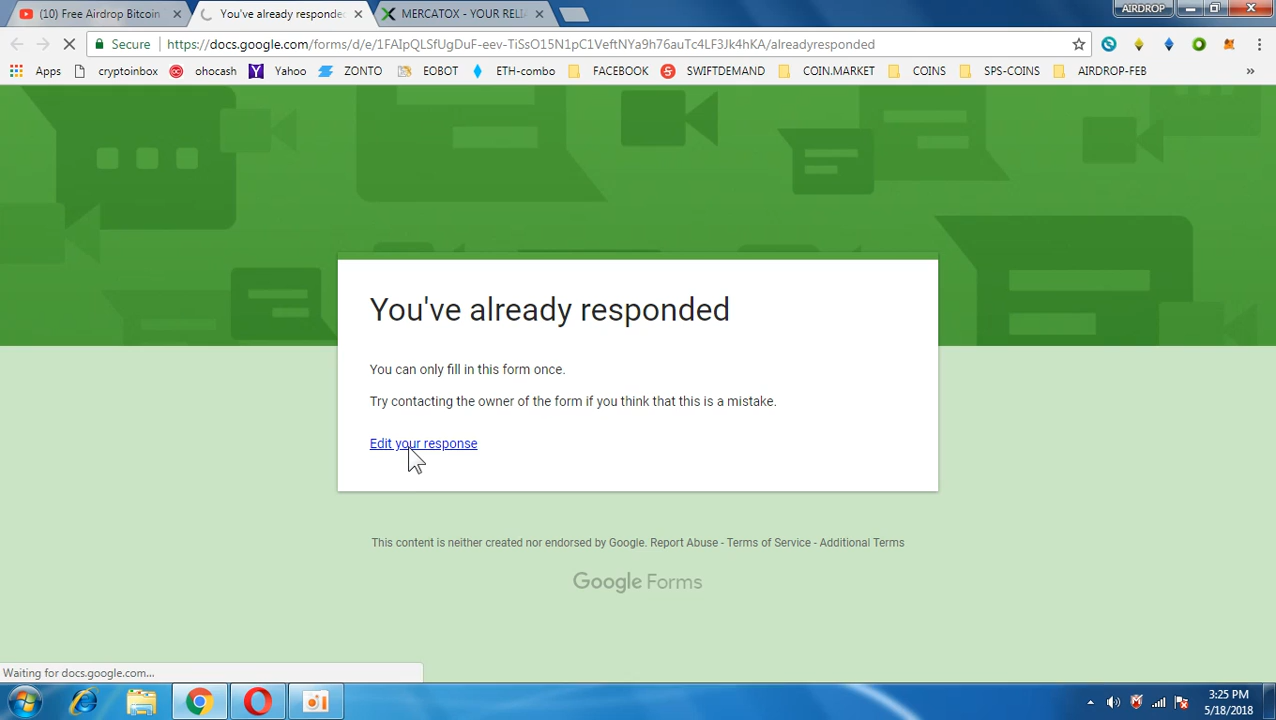 (10) Free Airdrop Bitcoin
You've already responde
MERCATOX - YOUR RELI
AIRDROP
Secure
https://docs.google.com/forms/d/e/1FAIpQLSfUgDuF-eev-TiSsO15N1pC1VeftNYa9h76auTc4LF3Jk4hKA/alreadyresponded
Apps cryptoinbox ohocash Yahoo ZONTO EOBOT ETH-combo FACEBOOK SWIFTDEMAND COIN.MARKET COINS SPS-COINS AIRDROP-FEB »
You've already responded
You can only fill in this form once.
Try contacting the owner of the form if you think that this is a mistake.
Edit your response
This content is neither created nor endorsed by Google. Report Abuse - Terms of Service - Additional Terms
Google Forms
Waiting for docs.google.com...
3:25 PM
5/18/2018